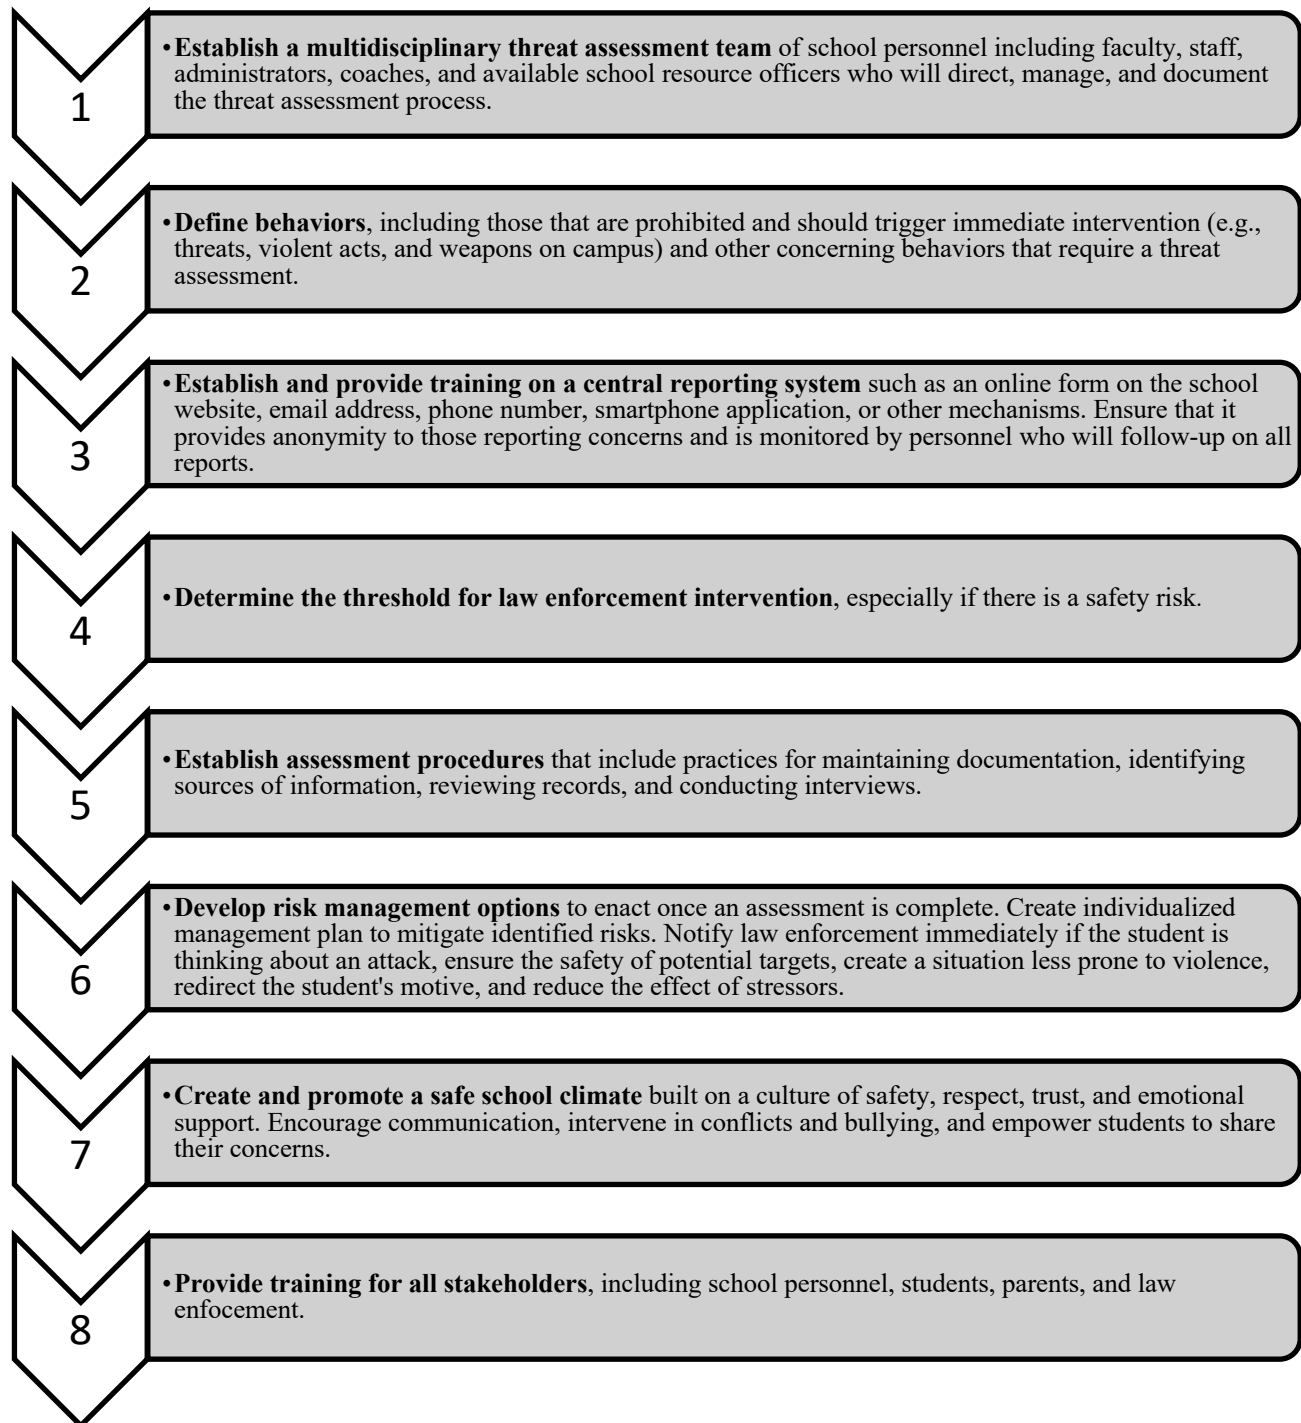 1
•Establish a multidisciplinary threat assessment team of school personnel including faculty, staff,
administrators, coaches, and available school resource officers who will direct, manage, and document
the threat assessment process.
2
•Define behaviors, including those that are prohibited and should trigger immediate intervention (e.g.,
threats, violent acts, and weapons on campus) and other concerning behaviors that require a threat
assessment.
3
•Establish and provide training on a central reporting system such as an online form on the school
website, email address, phone number, smartphone application, or other mechanisms. Ensure that it
provides anonymity to those reporting concerns and is monitored by personnel who will follow-up on all
reports.
4
•Determine the threshold for law enforcement intervention, especially if there is a safety risk.
5
•Establish assessment procedures that include practices for maintaining documentation, identifying
sources of information, reviewing records, and conducting interviews.
6
•Develop risk management options to enact once an assessment is complete. Create individualized
management plan to mitigate identified risks. Notify law enforcement immediately if the student is
thinking about an attack, ensure the safety of potential targets, create a situation less prone to violence,
redirect the student's motive, and reduce the effect of stressors.
7
•Create and promote a safe school climate built on a culture of safety, respect, trust, and emotional
support. Encourage communication, intervene in conflicts and bullying, and empower students to share
their concerns.
8
•Provide training for all stakeholders, including school personnel, students, parents, and law
enfocement.